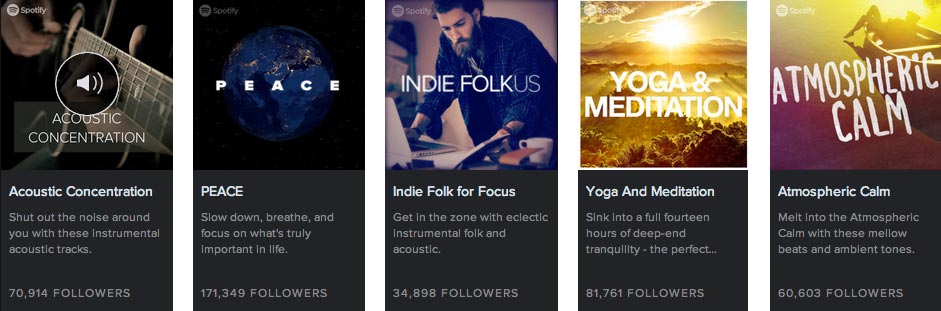 Spotify
ACOUSTIC
CONCENTRATION
Acoustic Concentration
Shut out the noise around
you with these instrumental
acoustic tracks.
70,914 FOLLOWERS
Spotify
PEACE
PEACE
Slow down, breathe, and
focus on what's truly
important in life.
171,349 FOLLOWERS
Spotify
INDIE FOLKUS
Indie Folk for Focus
Get in the zone with eclectic
instrumental folk and
acoustic.
34,898 FOLLOWERS
Spotify
YOGA &
MEDITATION
Yoga And Meditation
Sink into a full fourteen
hours of deep-end
tranquility - the perfect...
81,761 FOLLOWERS
Spotify
ATMOSPHERIC
CALM
Atmospheric Calm
Melt into the Atmospheric
Calm with these mellow
beats and ambient tones.
60,603 FOLLOWERS